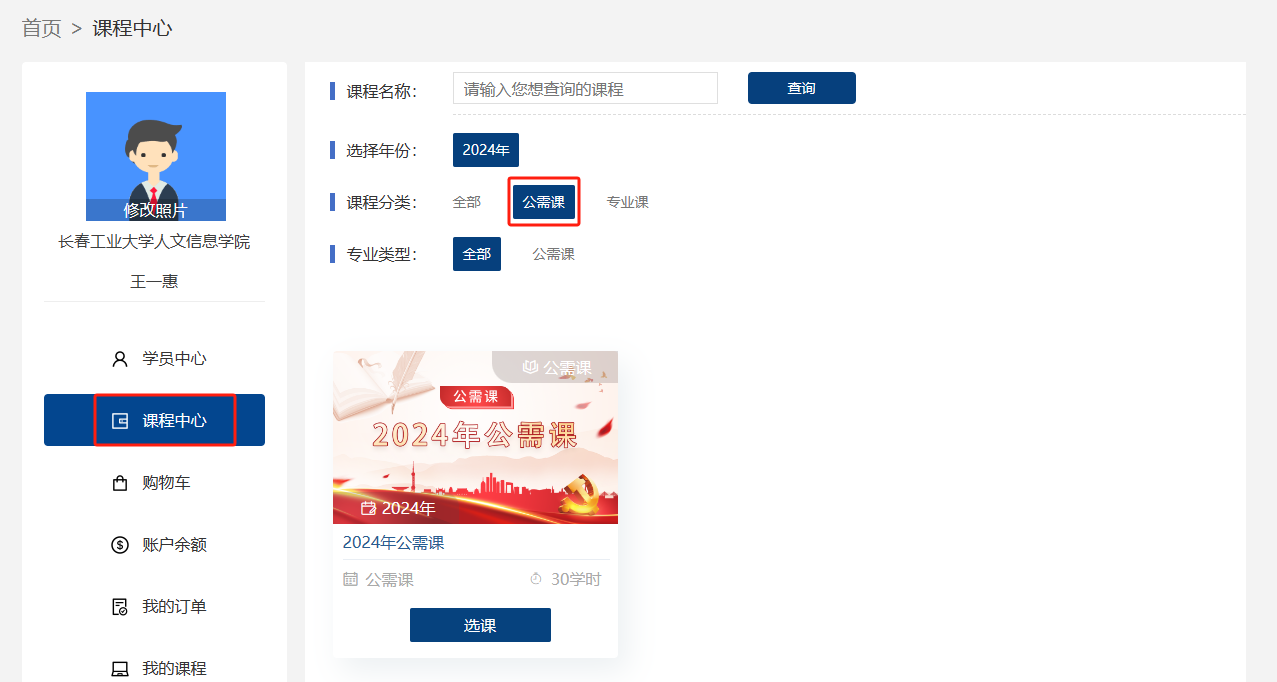 首页 > 课程中心
修改照片
长春工业大学人文信息学院
王一惠
学员中心
课程中心
购物车
账户余额
我的订单
我的课程
课程名称： 请输入您想查询的课程 查询
选择年份： 2024年
课程分类： 全部 公需课 专业课
专业类型： 全部 公需课
公需课
公需课
2024年公需课
2024年
2024年公需课
公需课 30学时
选课